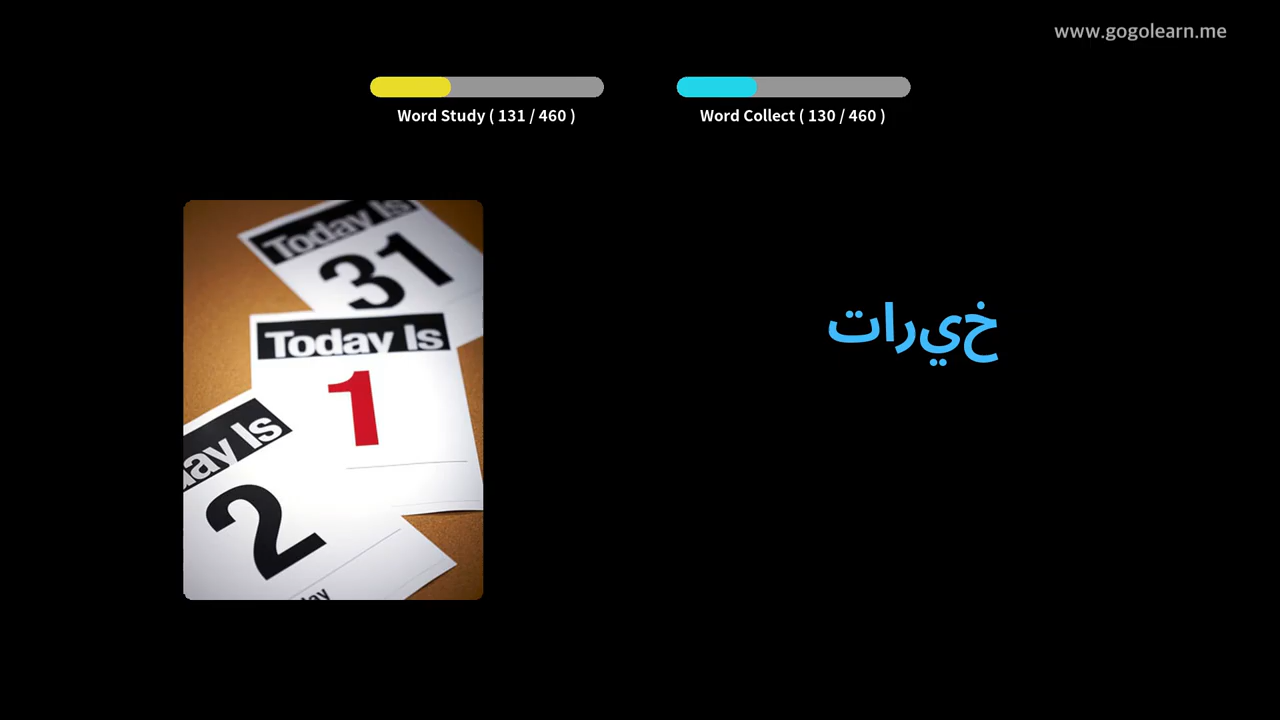 www.gogolearn.me
Word Study ( 131 / 460 )
Word Collect ( 130 / 460 )
Today Is
31
Today Is
1
ay Is
2
تاريخ